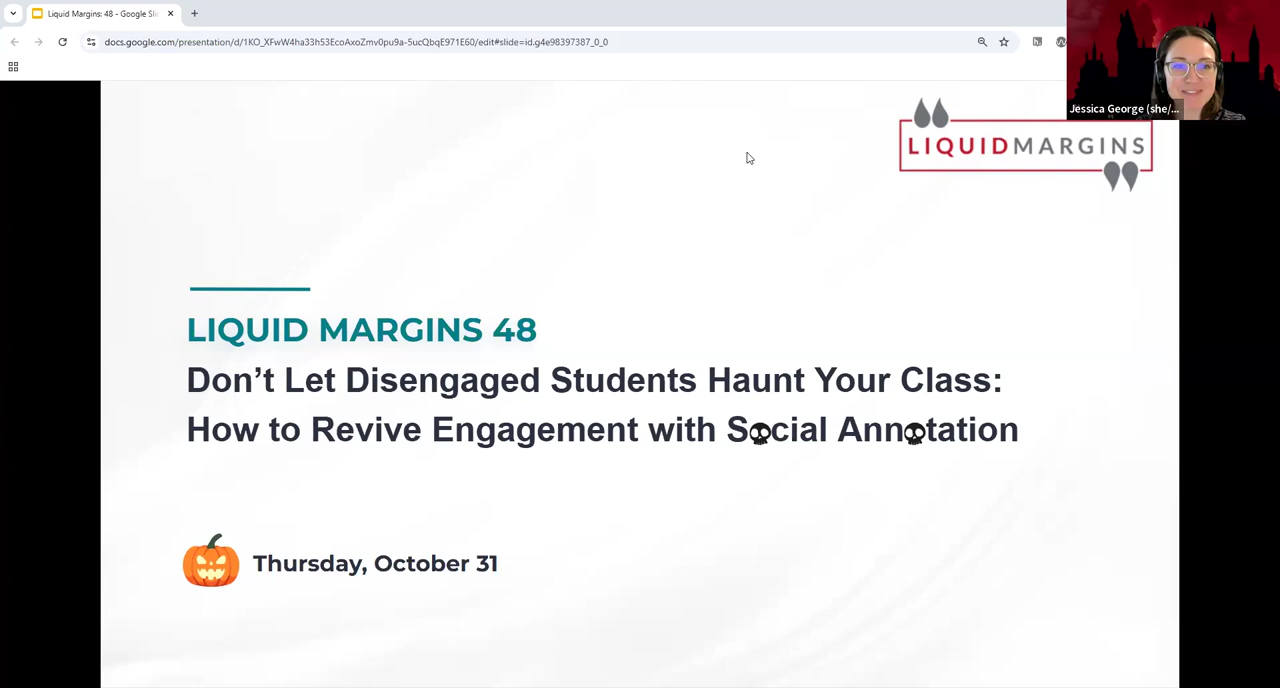 Liquid Margins: 48 - Google Sli
docs.google.com/presentation/d/1KO_XFwW4ha33h53EcoAxoZmv0pu9a-5ucQbqE971E60/edit#slide=id.g4e98397387_0_0
Jessica George (she/...
LIQUIDMARGINS
LIQUID MARGINS 48
Don’t Let Disengaged Students Haunt Your Class:
How to Revive Engagement with S💀cial Ann💀tation
Thursday, October 31